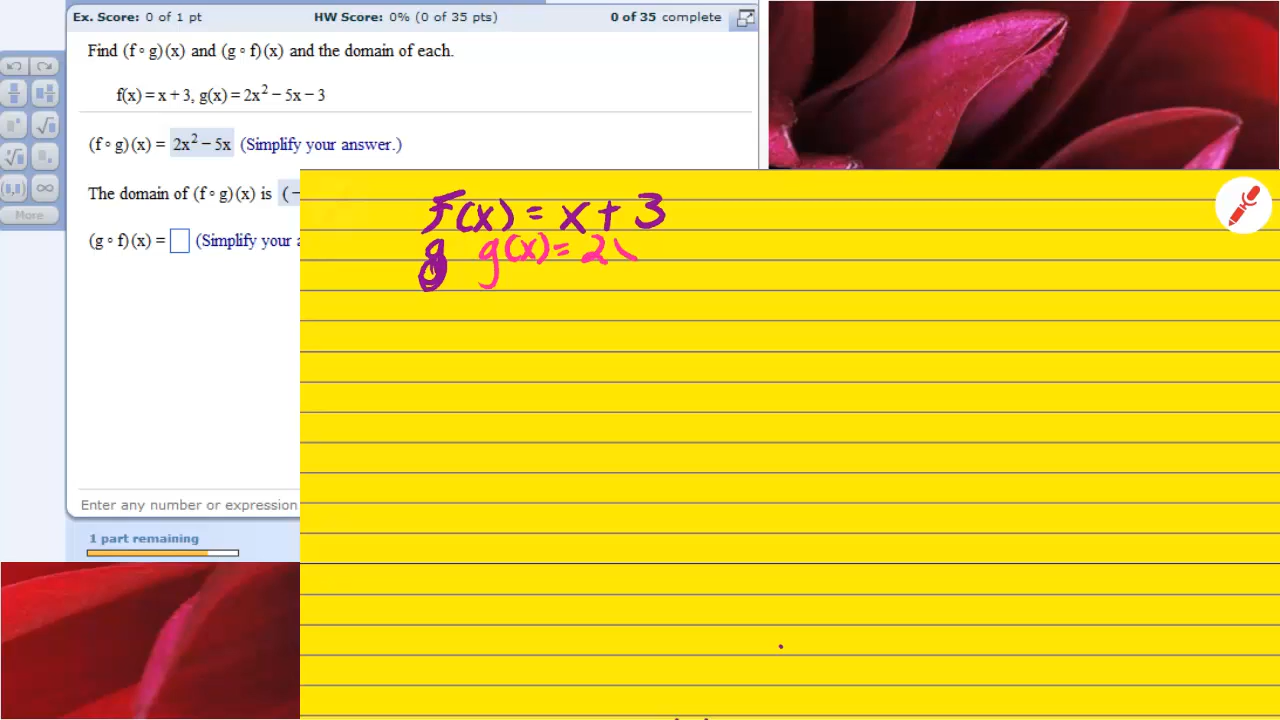 Ex. Score: 0 of 1 pt HW Score: 0% (0 of 35 pts) 0 of 35 complete
Find (f∘g)(x) and (g∘f)(x) and the domain of each.
f(x) = x + 3, g(x) = 2x² − 5x − 3
(f∘g)(x) = 2x² − 5x (Simplify your answer.)
The domain of (f∘g)(x) is (−
(g∘f)(x) = (Simplify your a
More
Enter any number or expression
1 part remaining
f(x) = x + 3
g g(x) = 2(